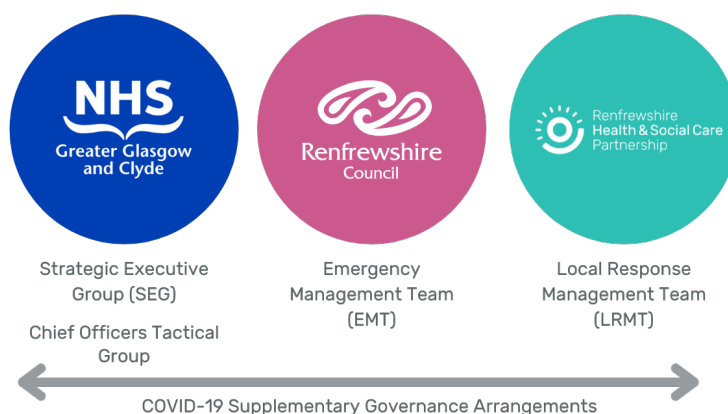 NHS
Greater Glasgow
and Clyde
Renfrewshire
Council
Renfrewshire
Health & Social Care
Partnership
Strategic Executive
Group (SEG)
Chief Officers Tactical
Group
Emergency
Management Team
(EMT)
Local Response
Management Team
(LRMT)
COVID-19 Supplementary Governance Arrangements